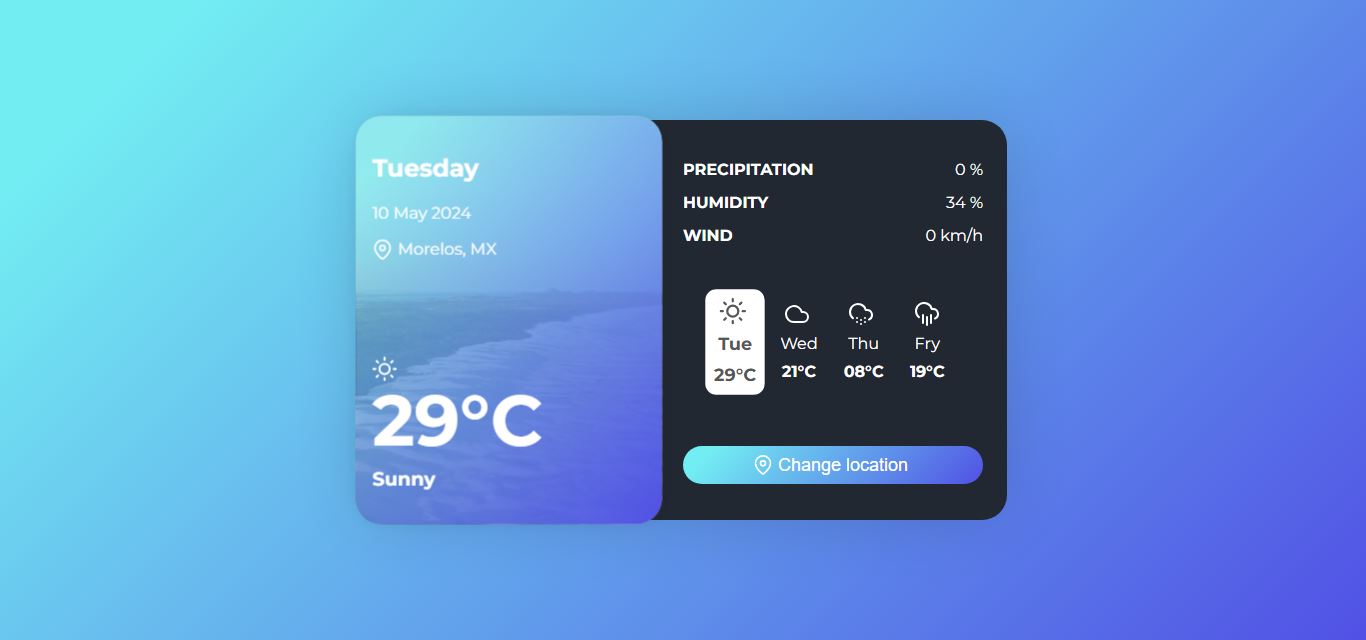 Tuesday
10 May 2024
Morelos, MX
29°C
Sunny
PRECIPITATION 0 %
HUMIDITY 34 %
WIND 0 km/h
Tue Wed Thu Fry
29°C 21°C 08°C 19°C
Change location